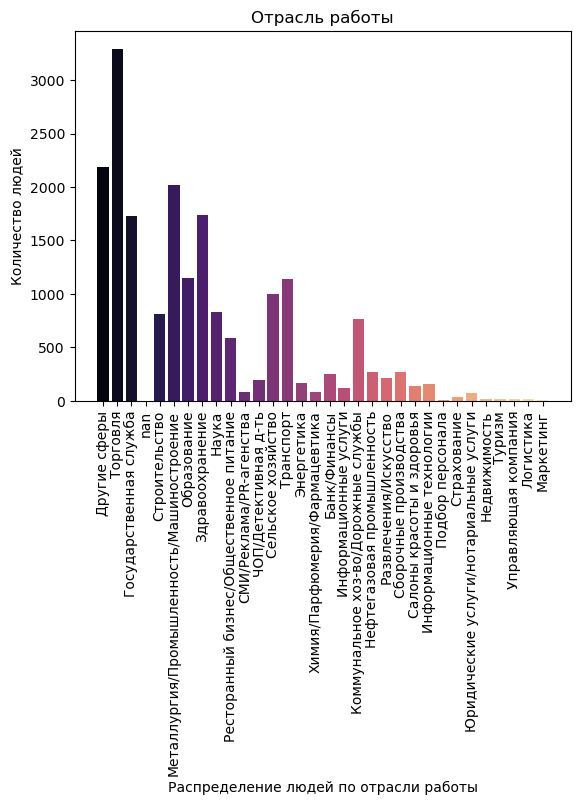 Отрасль работы
Количество людей
3000
2500
2000
1500
1000
500
0
Другие сферы
Торговля
Государственная служба
nan
Строительство
Металлургия/Промышленность/Машиностроение
Образование
Здравоохранение
Наука
Ресторанный бизнес/Общественное питание
СМИ/Реклама/PR-агенства
ЧОП/Детективная д-ть
Сельское хозяйство
Транспорт
Энергетика
Химия/Парфюмерия/Фармацевтика
Банк/Финансы
Информационные услуги
Коммунальное хоз-во/Дорожные службы
Нефтегазовая промышленность
Развлечения/Искусство
Сборочные производства
Салоны красоты и здоровья
Информационные технологии
Подбор персонала
Страхование
Юридические услуги/нотариальные услуги
Недвижимость
Туризм
Управляющая компания
Логистика
Маркетинг
Распределение людей по отрасли работы